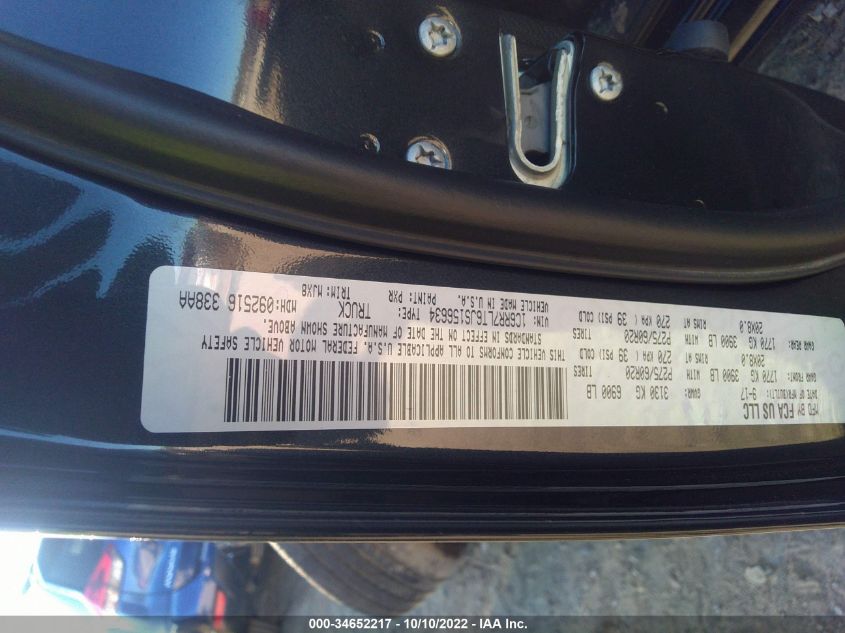 MFD BY FCA US LLC
DATE OF MFR/BUILT: 9-17 GVWR: 3130 KG 6900 LB
GAWR FRONT: 1770 KG 3900 LB WITH P275/60R20 TIRES
20X8.0 RIMS AT 270 KPA (39 PSI) COLD
GAWR REAR: 1770 KG 3900 LB WITH P275/60R20 TIRES
20X8.0 RIMS AT 270 KPA (39 PSI) COLD
THIS VEHICLE CONFORMS TO ALL APPLICABLE U.S.A. FEDERAL MOTOR VEHICLE SAFETY
STANDARDS IN EFFECT ON THE DATE OF MANUFACTURE SHOWN ABOVE.
VIN: 1C6RR7LT6JS156634 TYPE: TRUCK MDH: 092516 338AA
VEHICLE MADE IN U.S.A. PAINT: PXR TRIM: MJX8
000-34652217 - 10/10/2022 - IAA Inc.